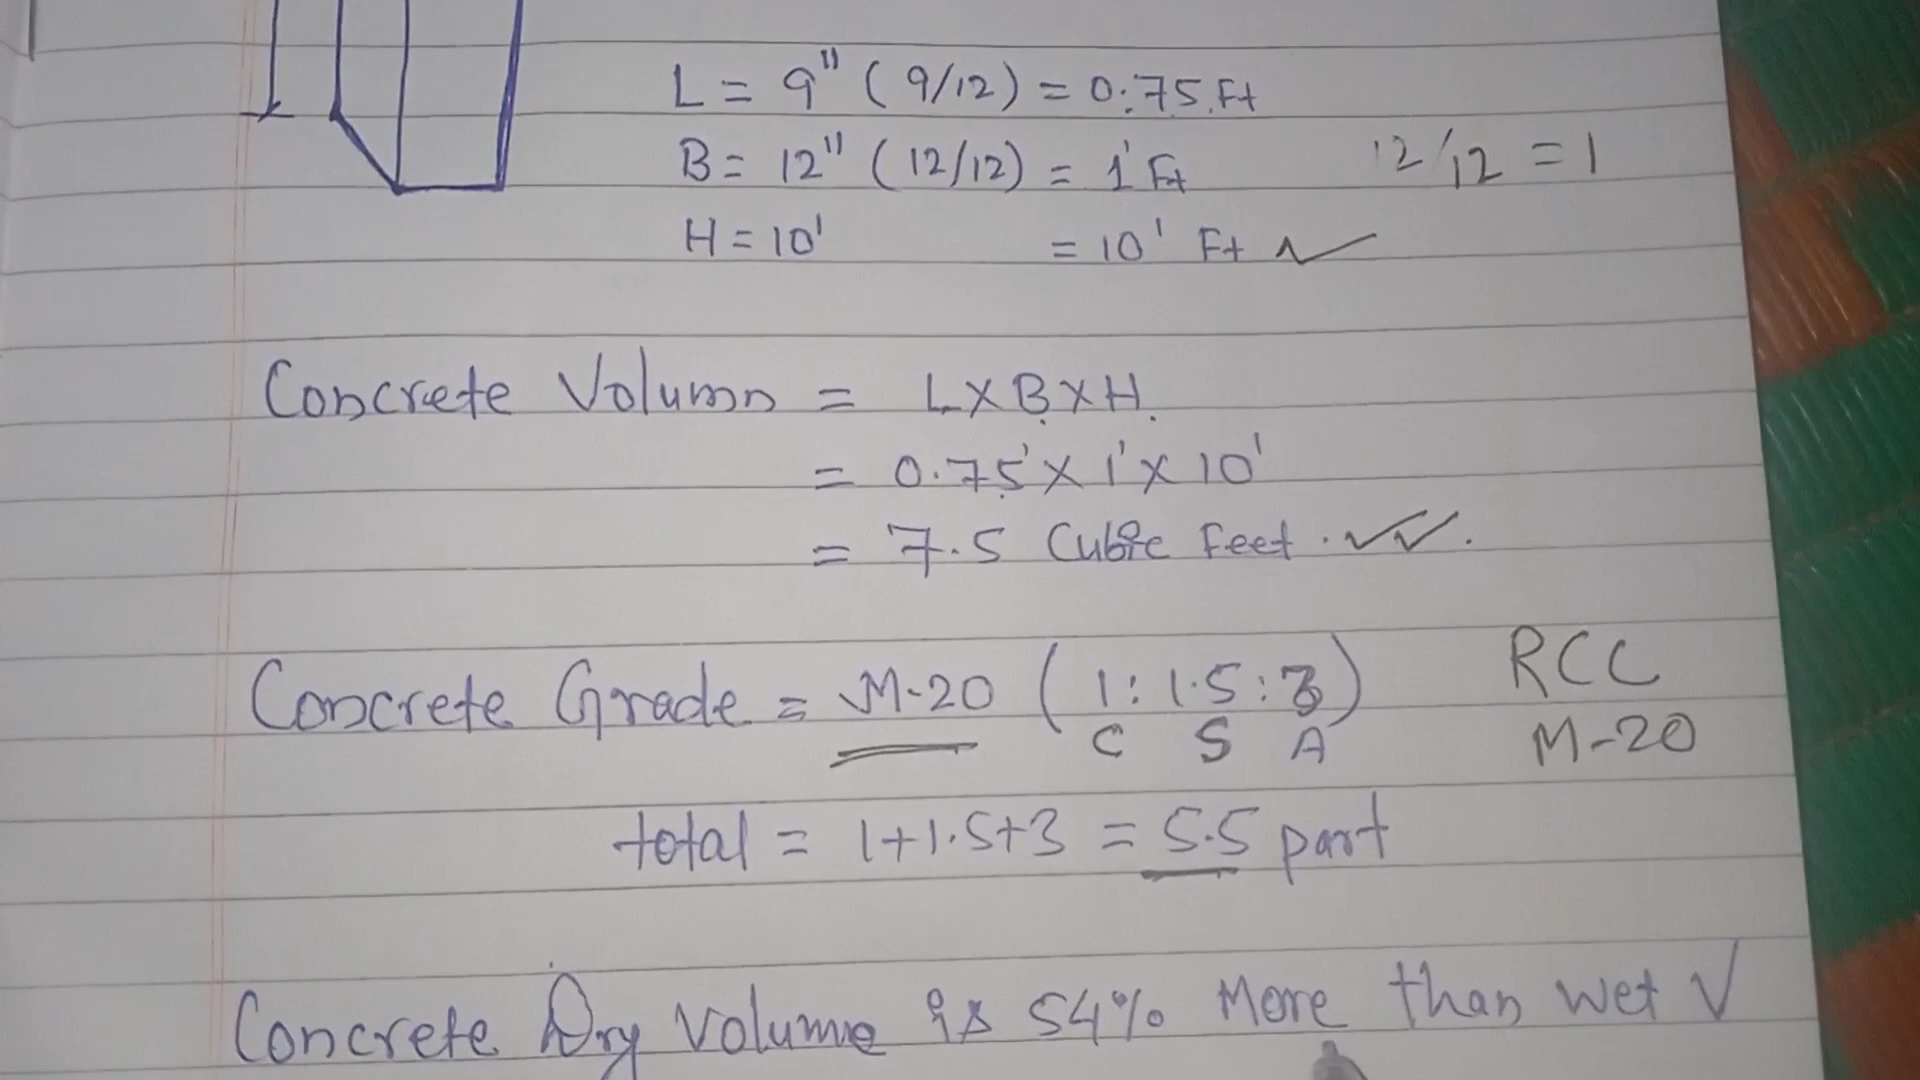 L = 9" (9/12) = 0.75 Ft
B = 12" (12/12) = 1' Ft 12/12 = 1
H = 10' = 10' Ft
Concrete Volumn = L×B×H.
= 0.75'×1'×10'
= 7.5 Cubic Feet.
Concrete Grade = M-20 (1:1.5:3) RCC
C S A M-20
total = 1+1.5+3 = 5.5 part
Concrete Dry Volume is 54% More than wet V